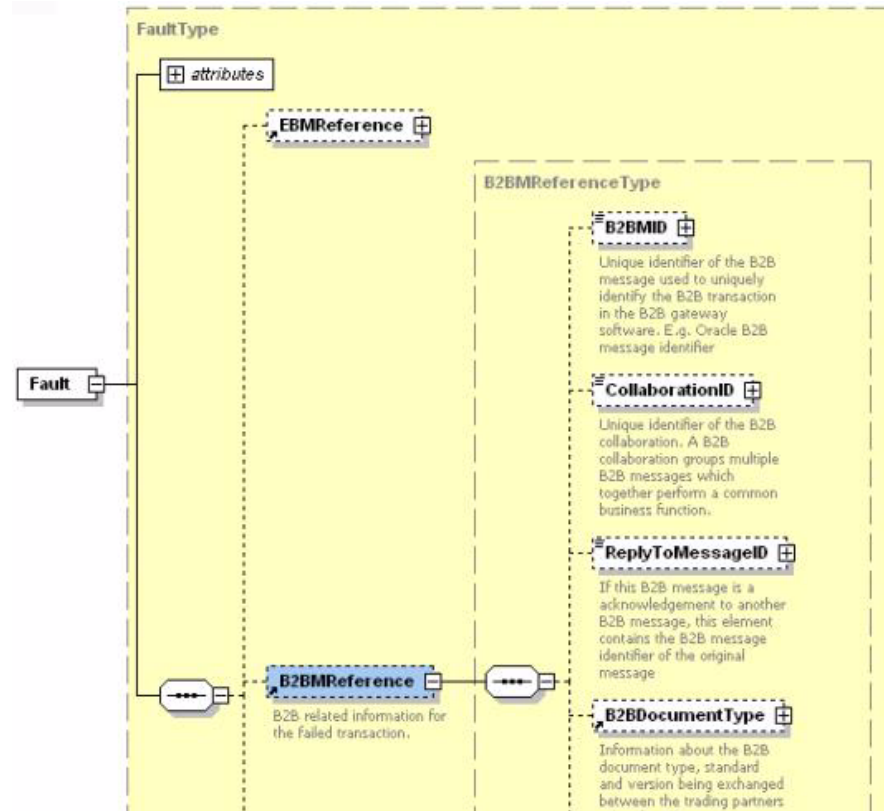 FaultType
attributes
EBMReference
B2BMReferenceType
B2BMID
Unique identifier of the B2B
message used to uniquely
identify the B2B transaction
in the B2B gateway
software. E.g. Oracle B2B
message identifier
Fault
CollaborationID
Unique identifier of the B2B
collaboration. A B2B
collaboration groups multiple
B2B messages which
together perform a common
business function.
ReplyToMessageID
If this B2B message is a
acknowledgement to another
B2B message, this element
contains the B2B message
identifier of the original
message
B2BMReference
B2B related information for
the failed transaction.
B2BDocumentType
Information about the B2B
document type, standard
and version being exchanged
between the trading partners